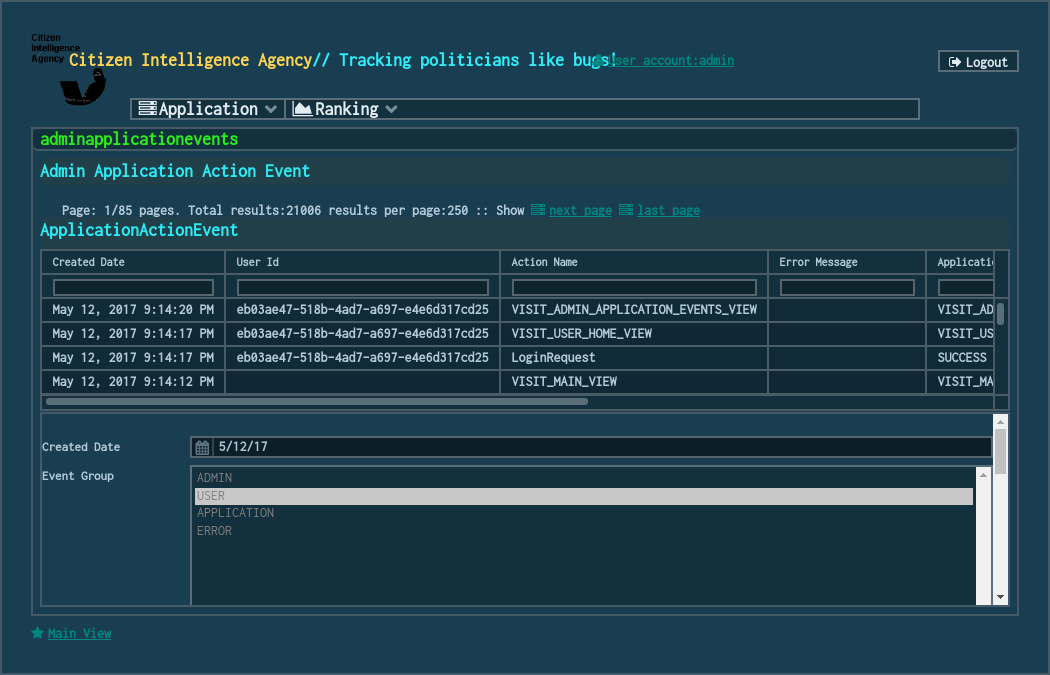 Citizen
Intelligence
Agency
Citizen Intelligence Agency// Tracking politicians like bugs!
User account:admin
Logout
Application
Ranking
adminapplicationevents
Admin Application Action Event
Page: 1/85 pages. Total results:21006 results per page:250 :: Show next page last page
ApplicationActionEvent
Created Date User Id Action Name Error Message Applicatio
May 12, 2017 9:14:20 PM eb03ae47-518b-4ad7-a697-e4e6d317cd25 VISIT_ADMIN_APPLICATION_EVENTS_VIEW VISIT_AD
May 12, 2017 9:14:17 PM eb03ae47-518b-4ad7-a697-e4e6d317cd25 VISIT_USER_HOME_VIEW VISIT_US
May 12, 2017 9:14:17 PM eb03ae47-518b-4ad7-a697-e4e6d317cd25 LoginRequest SUCCESS
May 12, 2017 9:14:12 PM VISIT_MAIN_VIEW VISIT_MA
Created Date 5/12/17
Event Group
ADMIN
USER
APPLICATION
ERROR
Main View